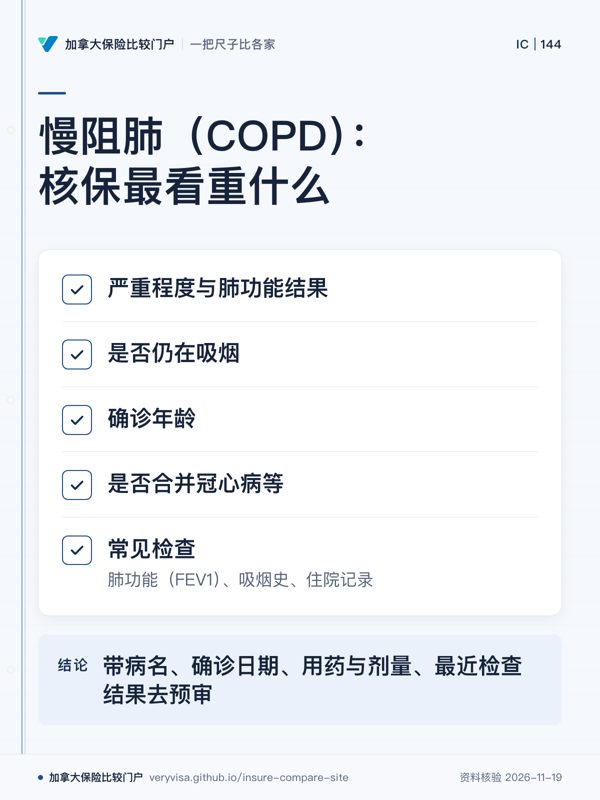 加拿大保险比较门户 | 一把尺子比各家
IC | 144
慢阻肺（COPD）：
核保最看重什么
严重程度与肺功能结果
是否仍在吸烟
确诊年龄
是否合并冠心病等
常见检查
肺功能（FEV1）、吸烟史、住院记录
结论
带病名、确诊日期、用药与剂量、最近检查
结果去预审
加拿大保险比较门户 veryvisa.github.io/insure-compare-site
资料核验 2026-11-19